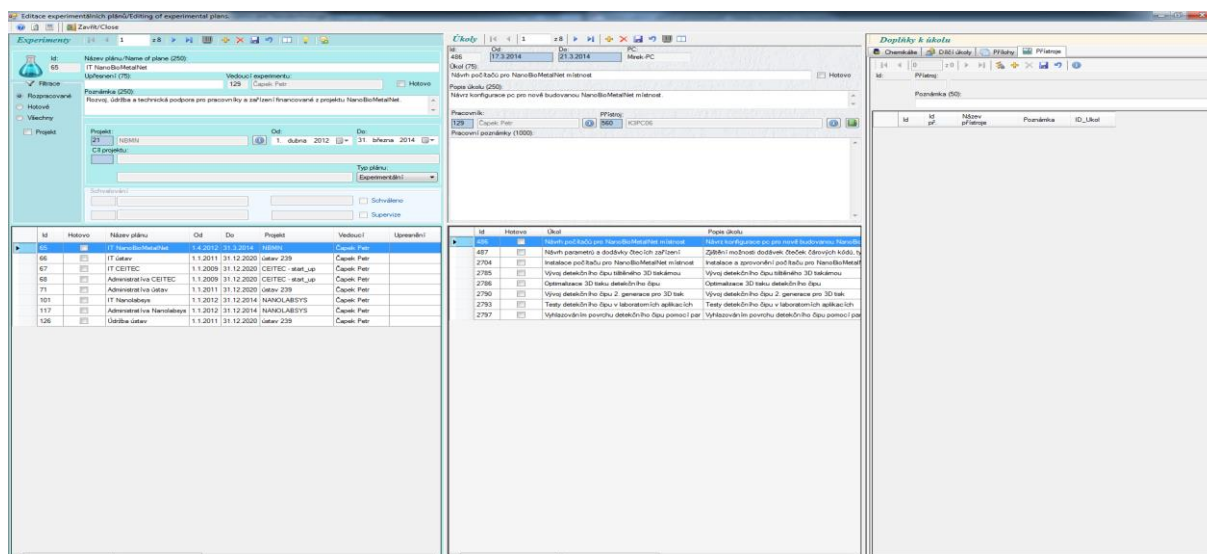 Editace experimentálních plánů/Editing of experimental plans.
Zavřít/Close
Experimenty 1 z 8
Id: Název plánu/Name of plane (250):
65 IT NanoBioMetalNet
Upřesnění (75): Vedoucí experimentu:
129 Čapek Petr Hotovo
Filtrace
Rozpracované
Hotové
Všechny
Projekt
Poznámka (250):
Rozvoj, údržba a technická podpora pro pracovníky a zařízení financované z projektu NanoBioMetalNet.
Projekt: Od: Do:
21 NBMN 1. dubna 2012 31. března 2014
Cíl projektu:
Typ plánu:
Experimentální
Schvalování
Schváleno
Supervize
Id Hotovo Název plánu Od Do Projekt Vedoucí Upresnění
65 IT NanoBioMetalNet 1.4.2012 31.3.2014 NBMN Čapek Petr
66 IT ústav 1.1.2011 31.12.2020 ústav 239 Čapek Petr
67 IT CEITEC 1.1.2009 31.12.2020 CEITEC - start_up Čapek Petr
68 Administrativa CEITEC 1.1.2009 31.12.2020 CEITEC - start_up Čapek Petr
71 Administrativa ústav 1.1.2011 31.12.2020 ústav 239 Čapek Petr
101 IT Nanolabsys 1.1.2012 31.12.2014 NANOLABSYS Čapek Petr
117 Administrativa Nanolabsys 1.1.2012 31.12.2014 NANOLABSYS Čapek Petr
126 Údržba ústav 1.1.2011 31.12.2020 ústav 239 Čapek Petr
Úkoly 1 z 8
Id: Od: Do: PC:
486 17.3.2014 21.3.2014 Mirek-PC
Úkol (75):
Návrh počítačů pro NanoBioMetalNet místnost Hotovo
Popis úkolu (250):
Návrz konfigurace pc pro nově budovanou NanoBioMetalNet místnost.
Pracovník: Přístroj:
129 Čapek Petr 560
Pracovní poznámky (1000):
Id Hotovo Úkol Popis úkolu
486 Návrh počítačů pro NanoBioMetalNet místnost Návrz konfigurace pc pro nově budovanou NanoBio
487 Návrh parametrů a dodávky čtecích zařízení Zjištění možnosti dodávek čteček čárových kódů, ty
2704 Instalace počítačů pro NanoBioMetalNet místnost Instalace a zprovonění počítačů pro NanoBioMetalN
2785 Vývoj detekčního čipu tištěného 3D tiskárnou Vývoj detekčního čipu tištěného 3D tiskárnou
2786 Optimalizace 3D tisku detekčního čipu Optimalizace 3D tisku detekčního čipu
2790 Vývoj detekčního čipu 2. generace pro 3D tisk Vývoj detekčního čipu 2. generace pro 3D tisk
2793 Testy detekčního čipu v laboratorních aplikacích Testy detekčního čipu v laboratorních aplikacích
2797 Vyhlazováním povrchu detekčního čipu pomocí par Vyhlazováním povrchu detekčního čipu pomocí par
Doplňky k úkolu
Chemikálie Dílčí úkoly Přílohy Přístroje
0 z 0
Id: Přístroj:
Poznámka (50):
Id Id př. Název přístroje Poznámka ID_Ukol